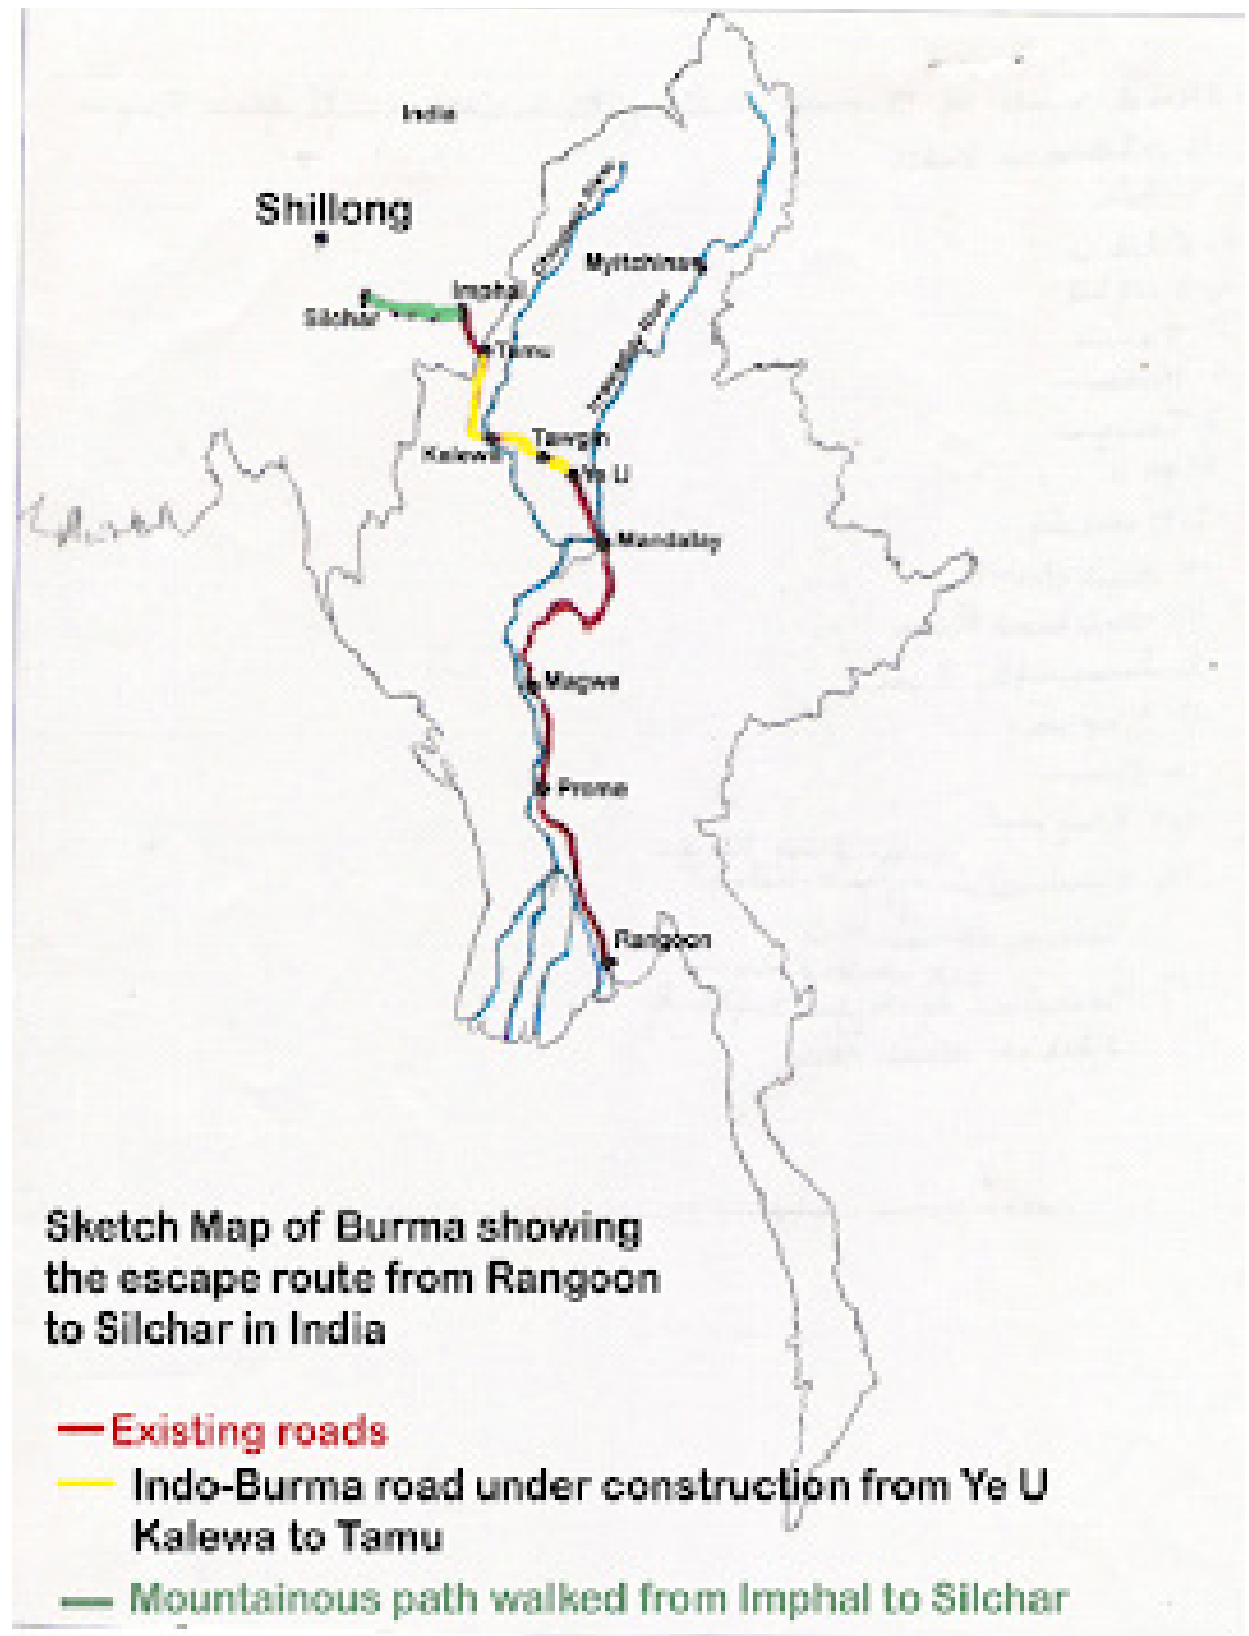 India
Shillong
Myitchina
Imphal
Silchar
Tamu
Tawgin
Kalewa
Ye U
Mandalay
Magwe
Prome
Rangoon
Sketch Map of Burma showing
the escape route from Rangoon
to Silchar in India
Existing roads
Indo-Burma road under construction from Ye U
Kalewa to Tamu
Mountainous path walked from Imphal to Silchar